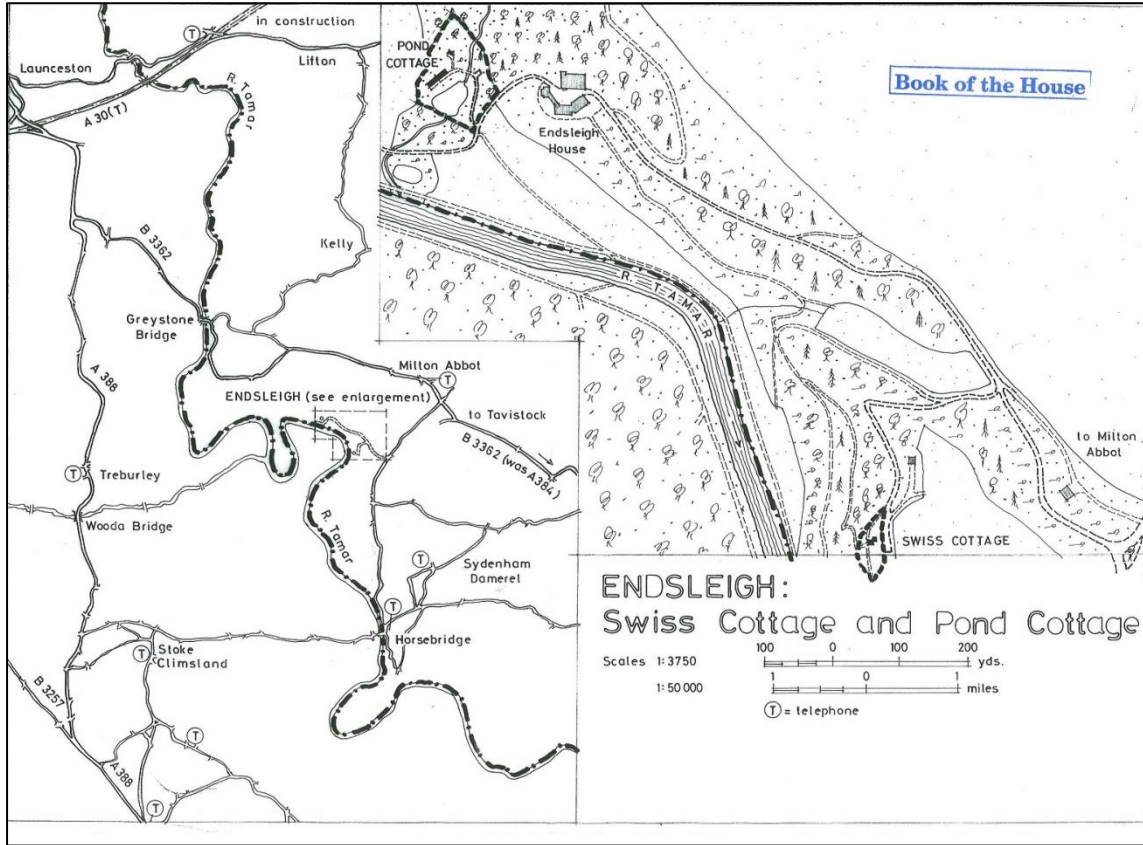 in construction
Launceston
Lifton
R. Tamar
A 30(T)
B 3362
Kelly
Greystone
Bridge
A 388
Milton Abbot
ENDSLEIGH (see enlargement)
to Tavistock
B 3362 (was A384)
Treburley
Wooda Bridge
R. Tamar
Sydenham
Damerel
Horsebridge
Stoke
Climsland
B 3257
A 388
T
T
T
T
T
T
T
T
POND
COTTAGE
Endsleigh
House
Book of the House
R. TAMAR
to Milton
Abbot
SWISS COTTAGE
ENDSLEIGH:
Swiss Cottage and Pond Cottage
Scales 1:3750
100 0 100 200 yds.
1:50 000
1 0 1 miles
T = telephone